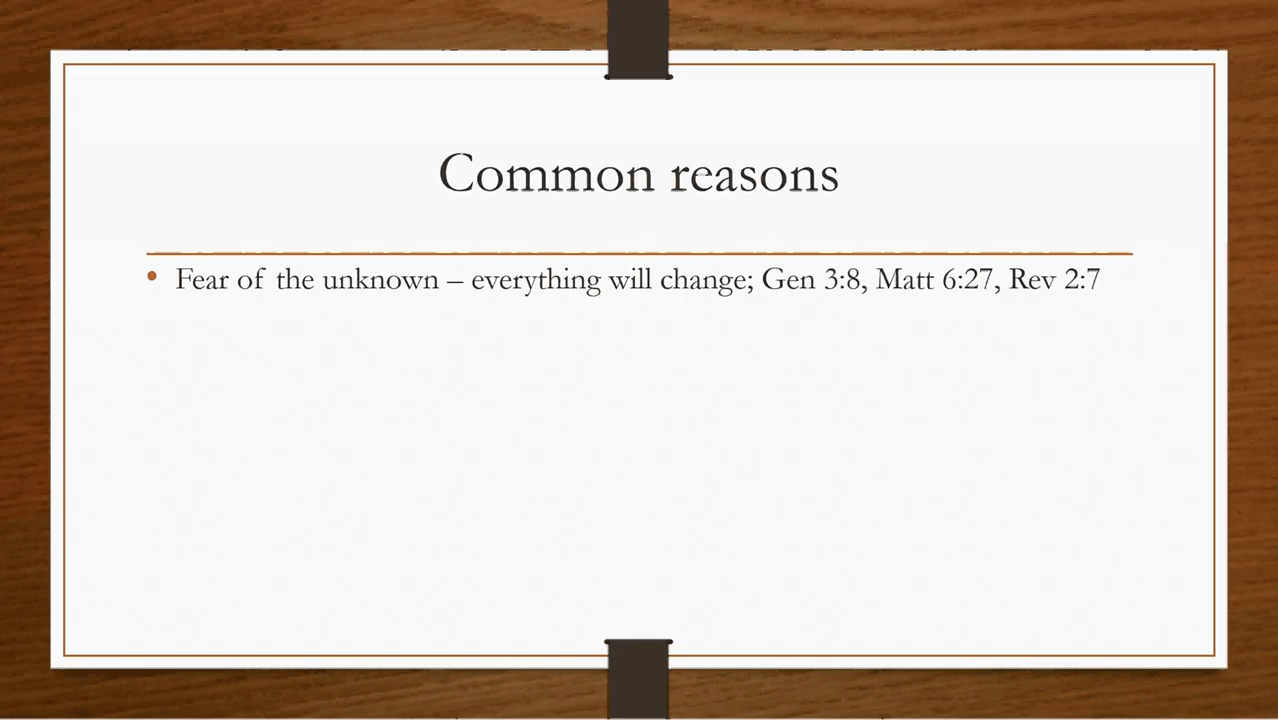 Common reasons
• Fear of the unknown – everything will change; Gen 3:8, Matt 6:27, Rev 2:7